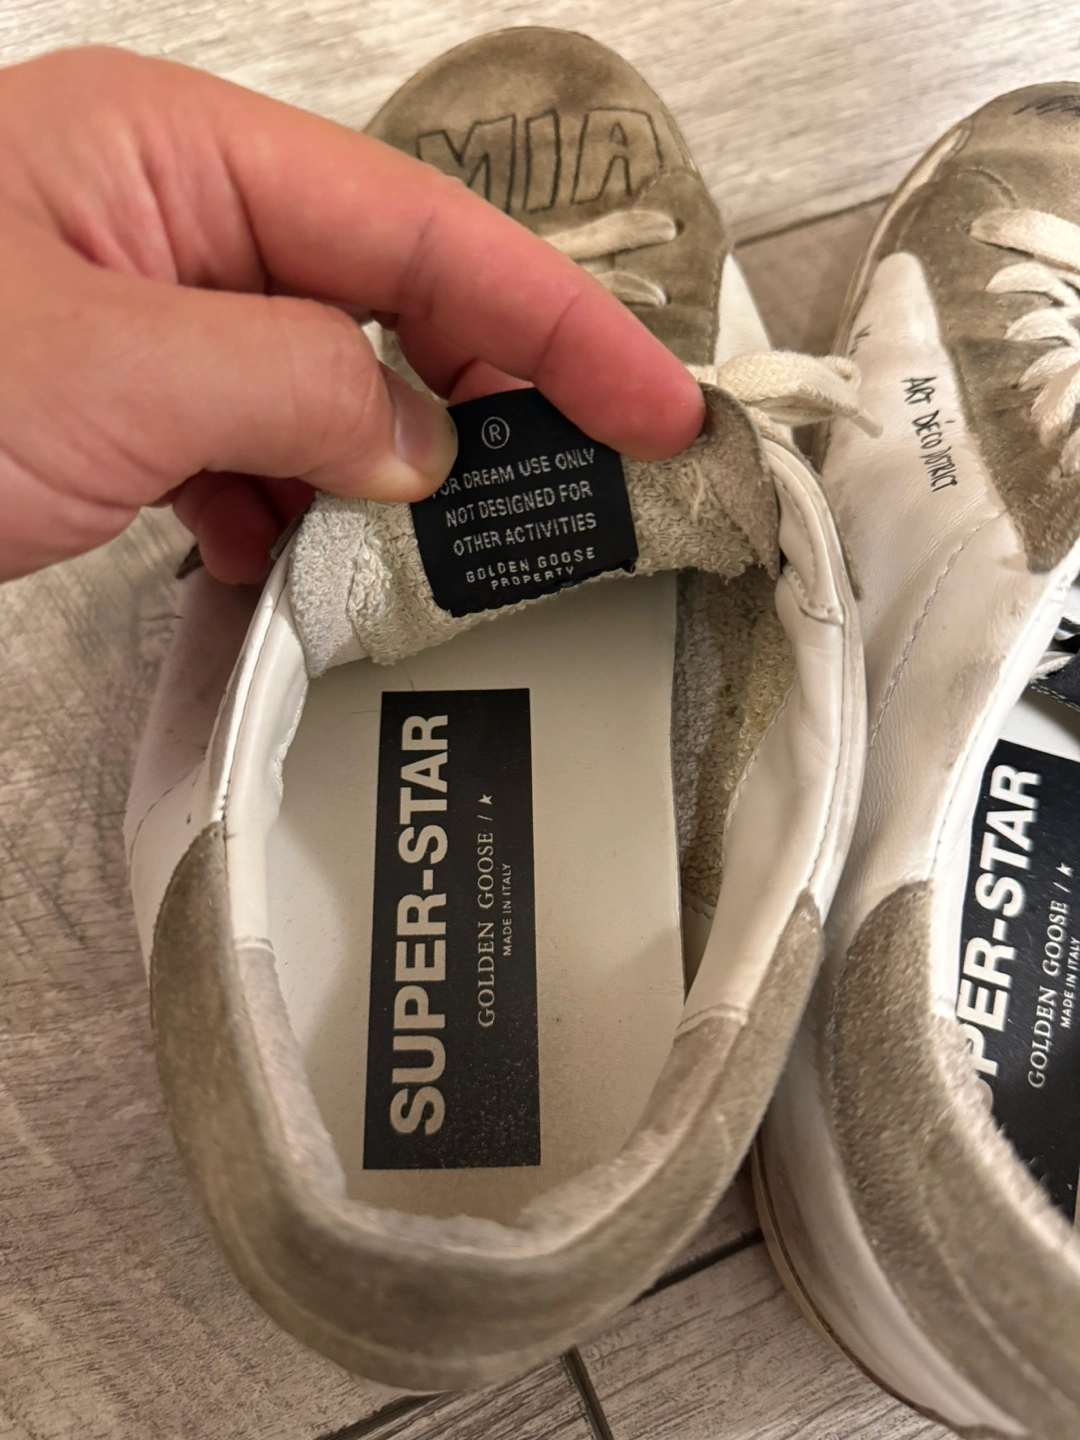 MIA
®
FOR DREAM USE ONLY
NOT DESIGNED FOR
OTHER ACTIVITIES
GOLDEN GOOSE
PROPERTY
ART DÉCO DISTRICT
SUPER-STAR
GOLDEN GOOSE / ★
MADE IN ITALY
SUPER-STAR
GOLDEN GOOSE / ★
MADE IN ITALY